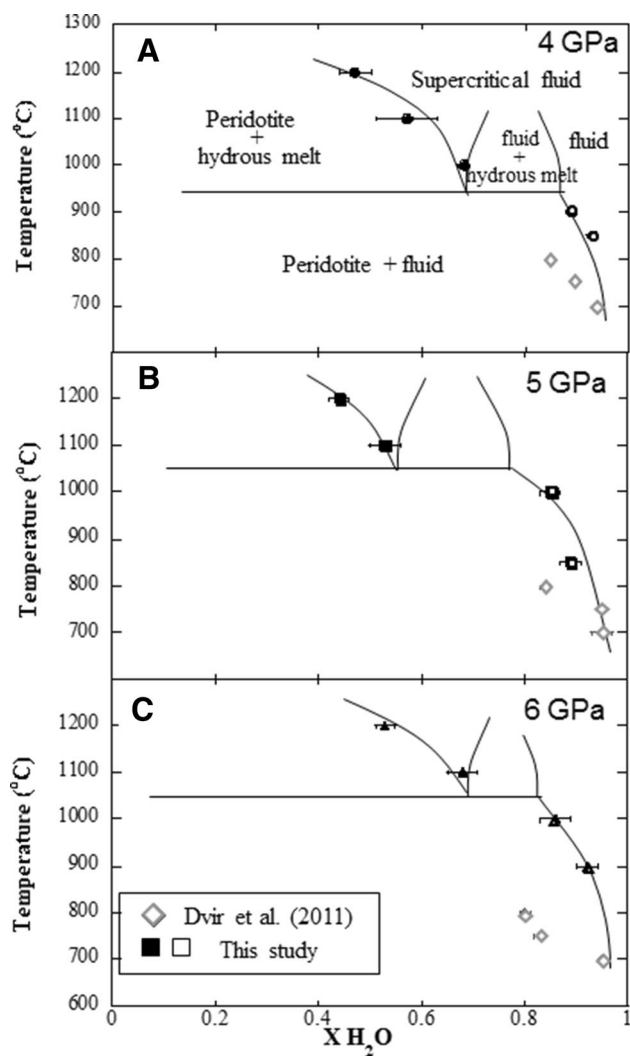 A
4 GPa
1300
1200
1100
1000
900
800
700
Temperature (°C)
Supercritical fluid
Peridotite
+
hydrous melt
fluid
+
hydrous melt
fluid
Peridotite + fluid
B
5 GPa
1200
1100
1000
900
800
700
Temperature (°C)
C
6 GPa
1200
1100
1000
900
800
700
600
Temperature (°C)
Dvir et al. (2011)
This study
0 0.2 0.4 0.6 0.8 1
X H₂O